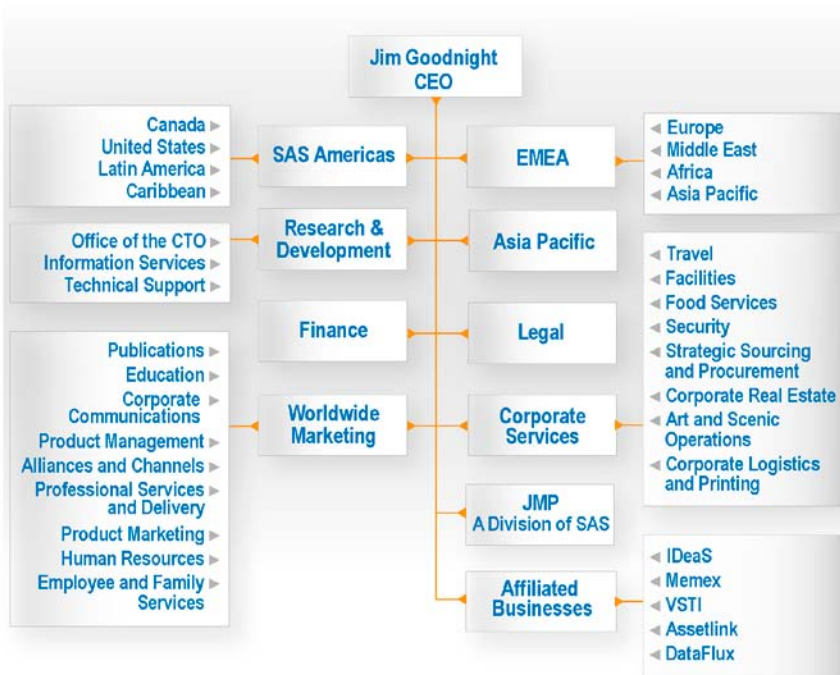 Jim Goodnight
CEO
Canada
United States
Latin America
Caribbean
SAS Americas
EMEA
Europe
Middle East
Africa
Asia Pacific
Office of the CTO
Information Services
Technical Support
Research &
Development
Asia Pacific
Travel
Facilities
Food Services
Security
Strategic Sourcing
and Procurement
Corporate Real Estate
Art and Scenic
Operations
Corporate Logistics
and Printing
Finance
Legal
Publications
Education
Corporate
Communications
Product Management
Alliances and Channels
Professional Services
and Delivery
Product Marketing
Human Resources
Employee and Family
Services
Worldwide
Marketing
Corporate
Services
JMP
A Division of SAS
Affiliated
Businesses
IDeaS
Memex
VSTI
Assetlink
DataFlux